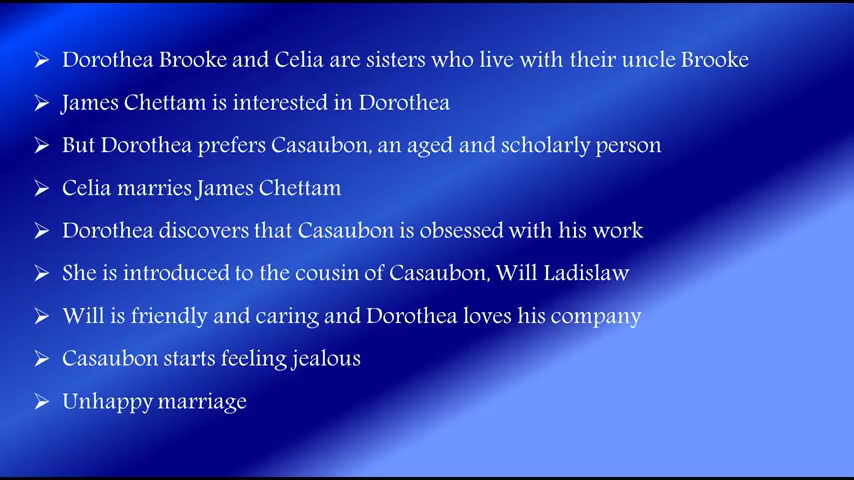 Dorothea Brooke and Celia are sisters who live with their uncle Brooke
James Chettam is interested in Dorothea
But Dorothea prefers Casaubon, an aged and scholarly person
Celia marries James Chettam
Dorothea discovers that Casaubon is obsessed with his work
She is introduced to the cousin of Casaubon, Will Ladislaw
Will is friendly and caring and Dorothea loves his company
Casaubon starts feeling jealous
Unhappy marriage